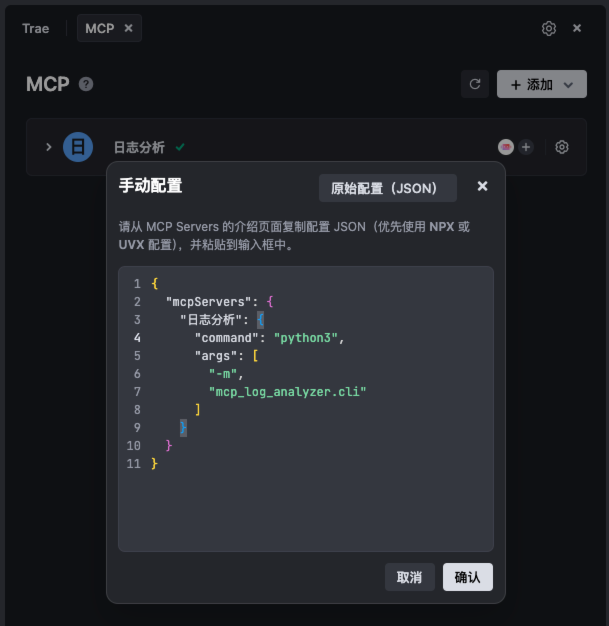 Trae
MCP
MCP
添加
日
日志分析
手动配置
原始配置（JSON）
请从 MCP Servers 的介绍页面复制配置 JSON（优先使用 NPX 或
UVX 配置），并粘贴到输入框中。
1 {
2 "mcpServers": {
3 "日志分析": {
4 "command": "python3",
5 "args": [
6 "-m",
7 "mcp_log_analyzer.cli"
8 ]
9 }
10 }
11 }
取消
确认